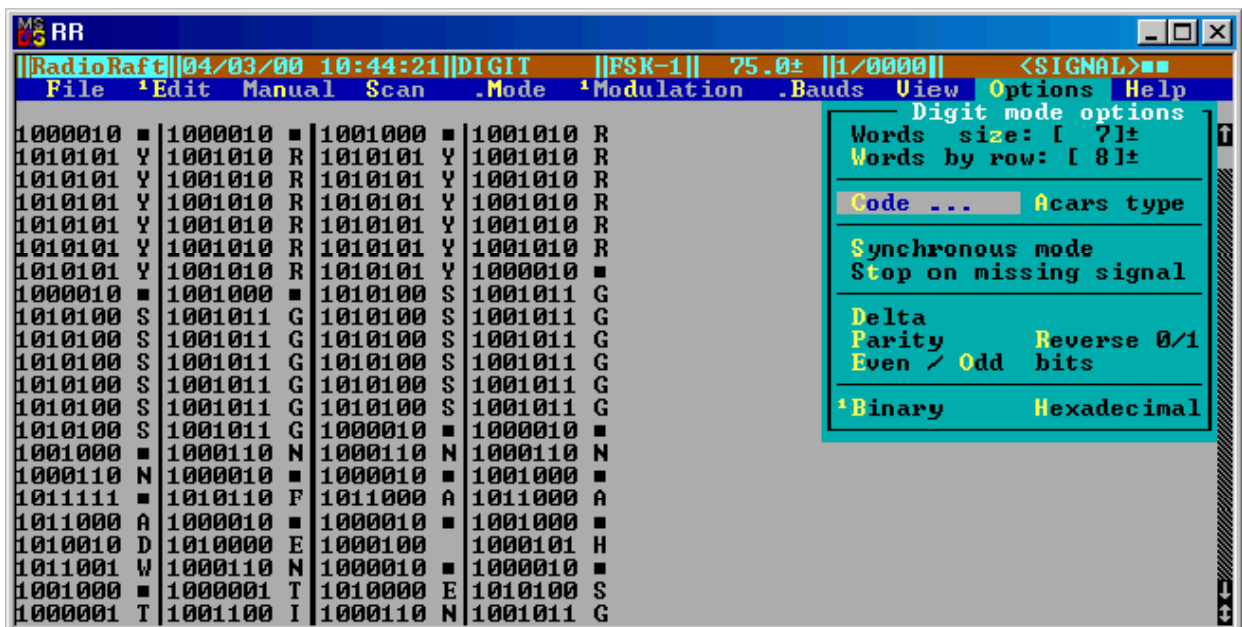 MS DOS RR
||RadioRaft||04/03/00 10:44:21||DIGIT ||FSK-1|| 75.0± ||1/0000|| <SIGNAL>■■
File ¹Edit Manual Scan .Mode ¹Modulation .Bauds View Options Help
Digit mode options
Words size: [ 7]±
Words by row: [ 8]±
Code ... Acars type
Synchronous mode
Stop on missing signal
Delta
Parity Reverse 0/1
Even / Odd bits
¹Binary Hexadecimal
1000010 ■ 1000010 ■ 1001000 ■ 1001010 R
1010101 Y 1001010 R 1010101 Y 1001010 R
1010101 Y 1001010 R 1010101 Y 1001010 R
1010101 Y 1001010 R 1010101 Y 1001010 R
1010101 Y 1001010 R 1010101 Y 1001010 R
1010101 Y 1001010 R 1010101 Y 1001010 R
1010101 Y 1001010 R 1010101 Y 1000010 ■
1000010 ■ 1001000 ■ 1010100 S 1001011 G
1010100 S 1001011 G 1010100 S 1001011 G
1010100 S 1001011 G 1010100 S 1001011 G
1010100 S 1001011 G 1010100 S 1001011 G
1010100 S 1001011 G 1010100 S 1001011 G
1010100 S 1001011 G 1010100 S 1001011 G
1010100 S 1001011 G 1000010 ■ 1000010 ■
1001000 ■ 1000110 N 1000110 N 1000110 N
1000110 N 1000010 ■ 1000010 ■ 1001000 ■
1011111 ■ 1010110 F 1011000 A 1011000 A
1011000 A 1000010 ■ 1000010 ■ 1001000 ■
1010010 D 1010000 E 1000100 1000101 H
1011001 W 1000110 N 1000010 ■ 1000010 ■
1001000 ■ 1000001 T 1010000 E 1010100 S
1000001 T 1001100 I 1000110 N 1001011 G